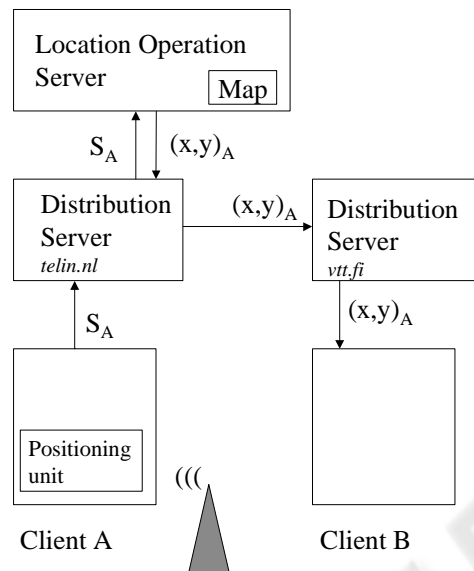 Location Operation
Server
Map
S_A
(x,y)_A
Distribution
Server
telin.nl
(x,y)_A
Distribution
Server
vtt.fi
S_A
(x,y)_A
Positioning
unit
(((
Client A
Client B